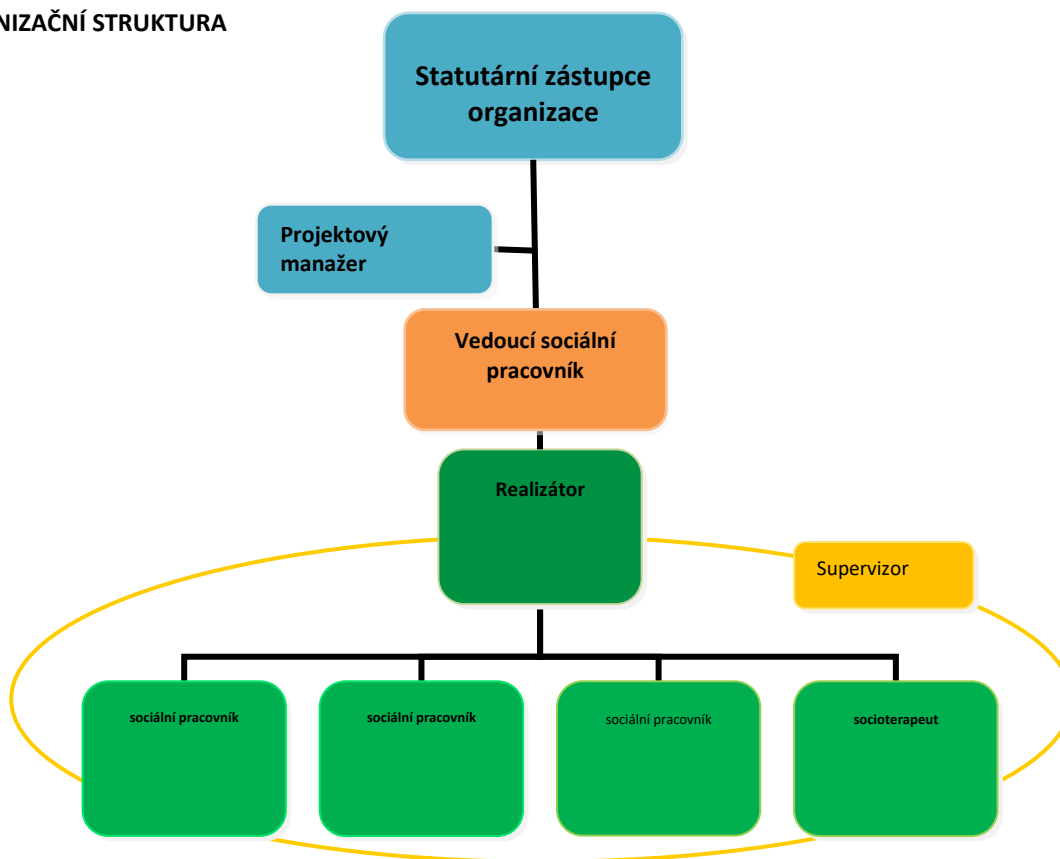 NIZAČNÍ STRUKTURA
Statutární zástupce
organizace
Projektový
manažer
Vedoucí sociální
pracovník
Realizátor
Supervizor
sociální pracovník
sociální pracovník
sociální pracovník
socioterapeut